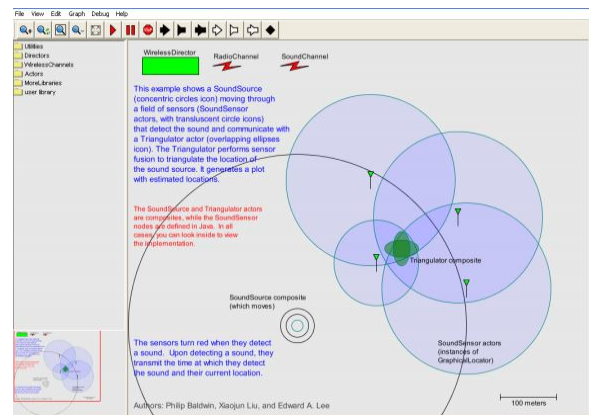 File View Edit Graph Debug Help
Utilities
Directors
WirelessChannels
Actors
MoreLibraries
user library
WirelessDirector
RadioChannel
SoundChannel
This example shows a SoundSource
(concentric circles icon) moving through
a field of sensors (SoundSensor
actors, with transluscent circle icons)
that detect the sound and communicate with
a Triangulator actor (overlapping ellipses
icon). The Triangulator performs sensor
fusion to triangulate the location of
the sound source. It generates a plot
with estimated locations.
The SoundSource and Triangulator actors
are composites, while the SoundSensor
nodes are defined in Java. In all
cases, you can look inside to view
the implementation.
Triangulator composite
SoundSource composite
(which moves)
The sensors turn red when they detect
a sound. Upon detecting a sound, they
transmit the time at which they detect
the sound and their current location.
SoundSensor actors
(instances of
GraphicalLocator)
100 meters
Authors: Philip Baldwin, Xiaojun Liu, and Edward A. Lee